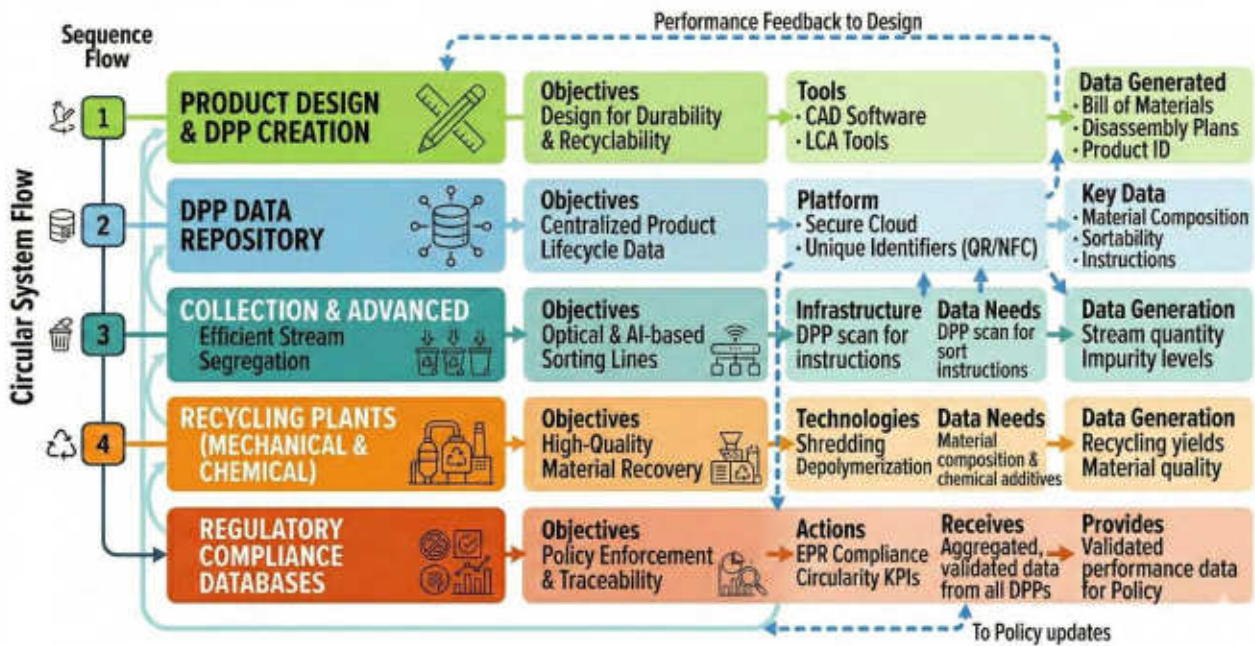 Performance Feedback to Design
Sequence
Flow
Circular System Flow
1
PRODUCT DESIGN
& DPP CREATION
Objectives
Design for Durability
& Recyclability
Tools
• CAD Software
• LCA Tools
Data Generated
• Bill of Materials
• Disassembly Plans
• Product ID
2
DPP DATA
REPOSITORY
Objectives
Centralized Product
Lifecycle Data
Platform
• Secure Cloud
• Unique Identifiers (QR/NFC)
Key Data
• Material Composition
• Sortability
• Instructions
3
COLLECTION & ADVANCED
Efficient Stream
Segregation
Objectives
Optical & AI-based
Sorting Lines
Infrastructure
DPP scan for
instructions
Data Needs
DPP scan for
sort
instructions
Data Generation
Stream quantity
Impurity levels
4
RECYCLING PLANTS
(MECHANICAL &
CHEMICAL)
Objectives
High-Quality
Material Recovery
Technologies
Shredding
Depolymerization
Data Needs
Material
composition &
chemical additives
Data Generation
Recycling yields
Material quality
REGULATORY
COMPLIANCE
DATABASES
Objectives
Policy Enforcement
& Traceability
Actions
EPR Compliance
Circularity KPIs
Receives
Aggregated,
validated data
from all DPPs
Provides
Validated
performance data
for Policy
To Policy updates